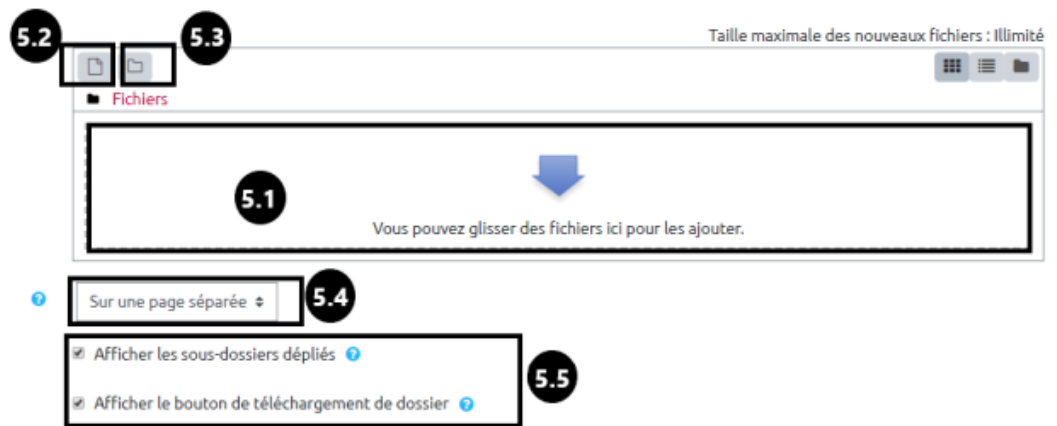 5.2
5.3
Taille maximale des nouveaux fichiers : Illimité
Fichiers
5.1
Vous pouvez glisser des fichiers ici pour les ajouter.
Sur une page séparée
5.4
Afficher les sous-dossiers dépliés
5.5
Afficher le bouton de téléchargement de dossier